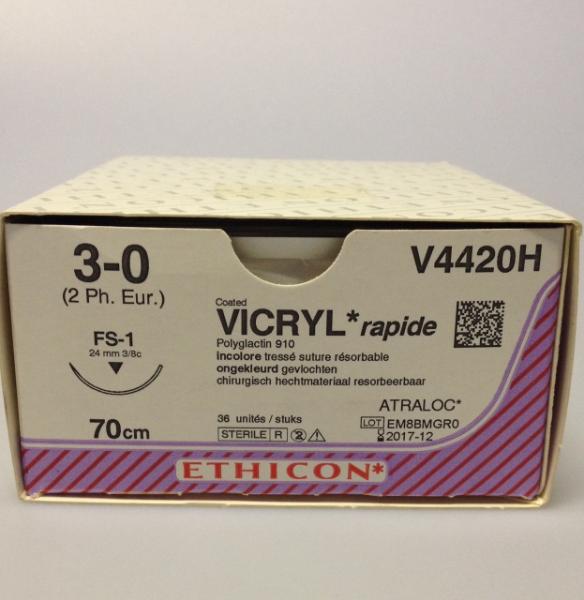 3-0
(2 Ph. Eur.)
FS-1
24 mm 3/8c
70cm
V4420H
Coated
VICRYL* rapide
Polyglactin 910
incolore tressé suture résorbable
ongekleurd gevlochten
chirurgisch hechtmateriaal resorbeerbaar
36 unités / stuks
STERILE R 2
ATRALOC*
LOT EM8BMGR0
2017-12
ETHICON*